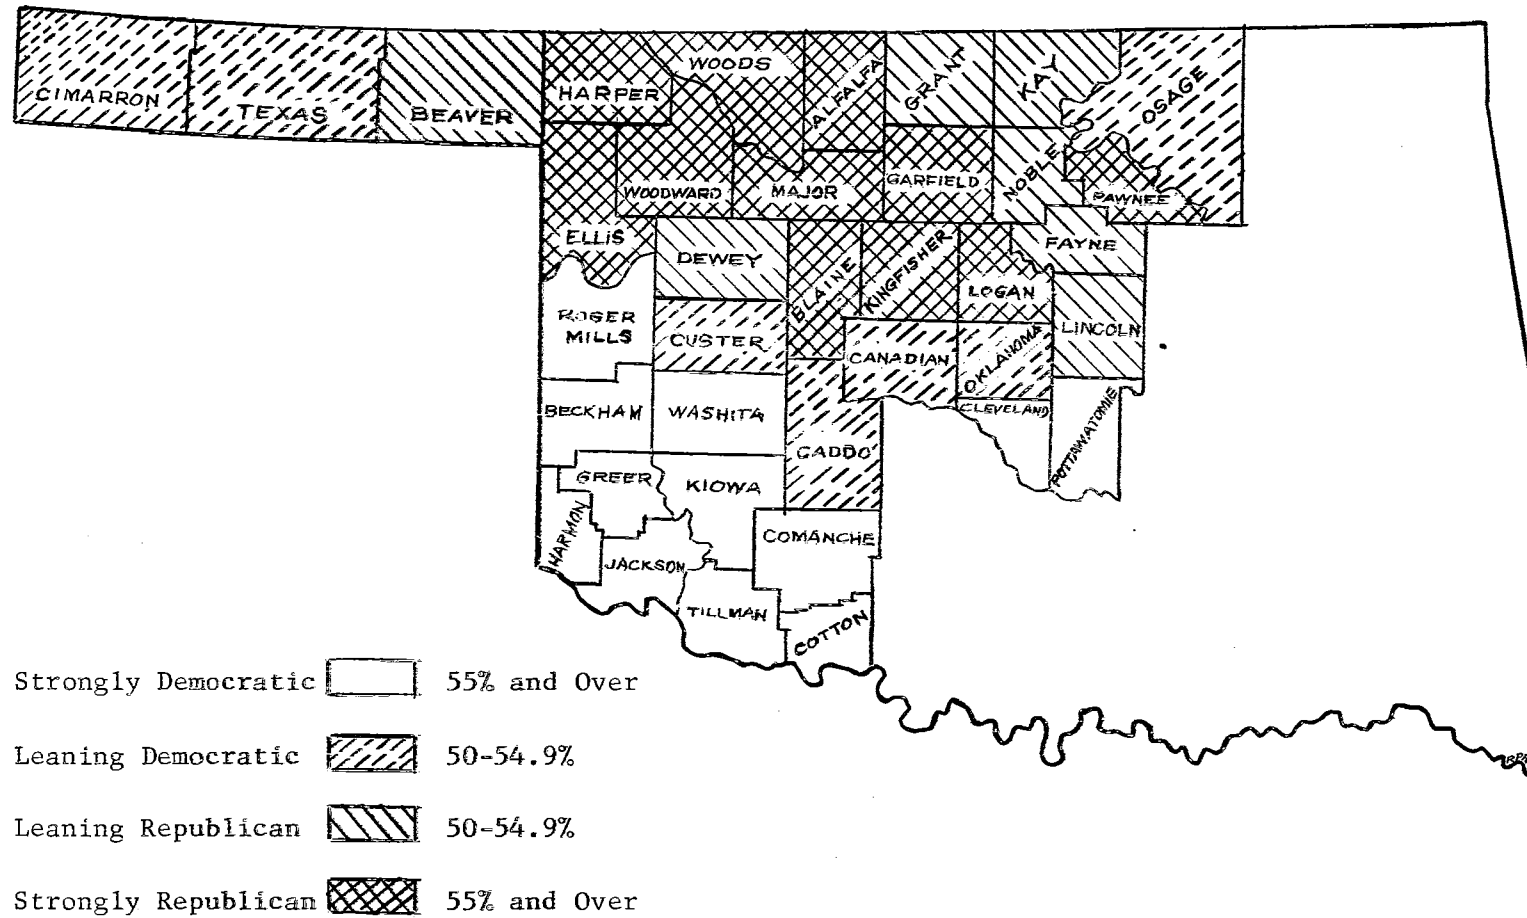 CIMARRON
TEXAS
BEAVER
HARPER
WOODS
ALFALFA
GRANT
KAY
OSAGE
WOODWARD
MAJOR
GARFIELD
NOBLE
PAWNEE
ELLIS
DEWEY
BLAINE
KINGFISHER
LOGAN
FAYNE
ROGER
MILLS
CUSTER
CANADIAN
OKLAHOMA
LINCOLN
BECKHAM
WASHITA
CADDO
CLEVELAND
POTTAWATOMIE
GREER
KIOWA
HARMON
JACKSON
COMANCHE
TILLMAN
COTTON
Strongly Democratic 55% and Over
Leaning Democratic 50-54.9%
Leaning Republican 50-54.9%
Strongly Republican 55% and Over